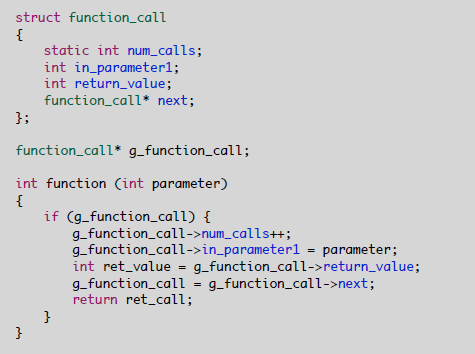 struct function_call
{
static int num_calls;
int in_parameter1;
int return_value;
function_call* next;
};
function_call* g_function_call;
int function (int parameter)
{
if (g_function_call) {
g_function_call->num_calls++;
g_function_call->in_parameter1 = parameter;
int ret_value = g_function_call->return_value;
g_function_call = g_function_call->next;
return ret_call;
}
}